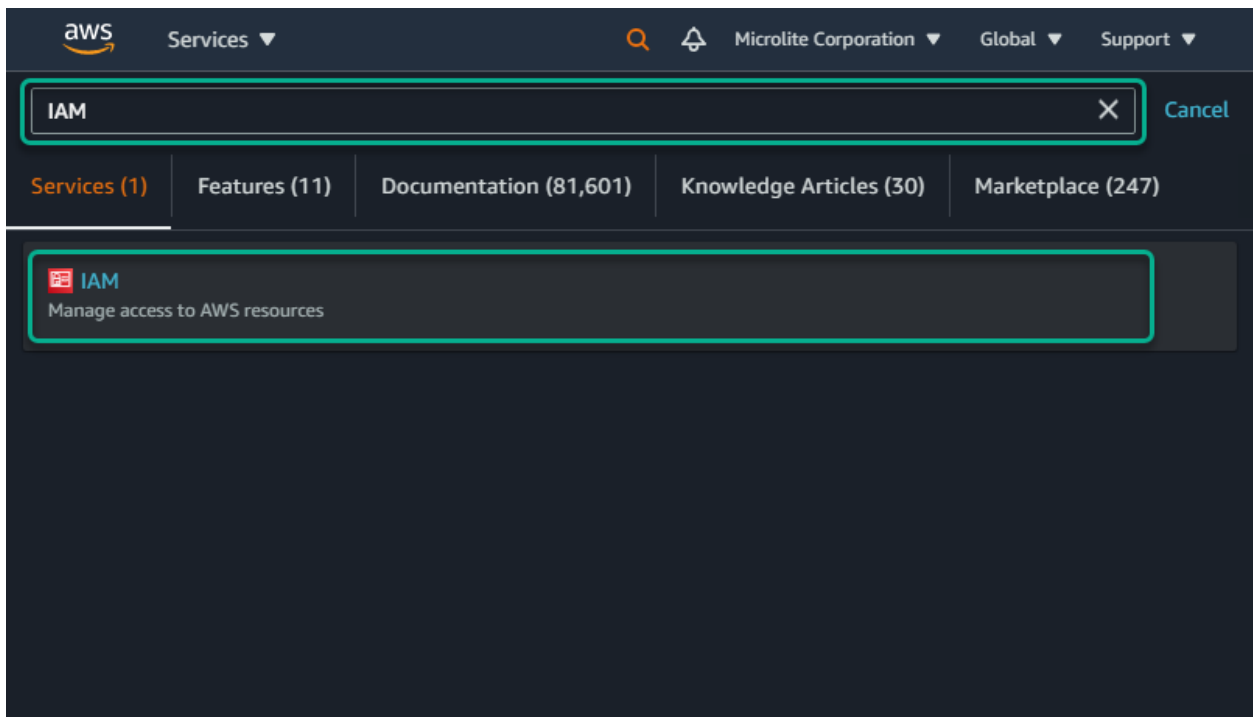 aws Services ▼ Microlite Corporation ▼ Global ▼ Support ▼
IAM Cancel
Services (1) Features (11) Documentation (81,601) Knowledge Articles (30) Marketplace (247)
IAM
Manage access to AWS resources